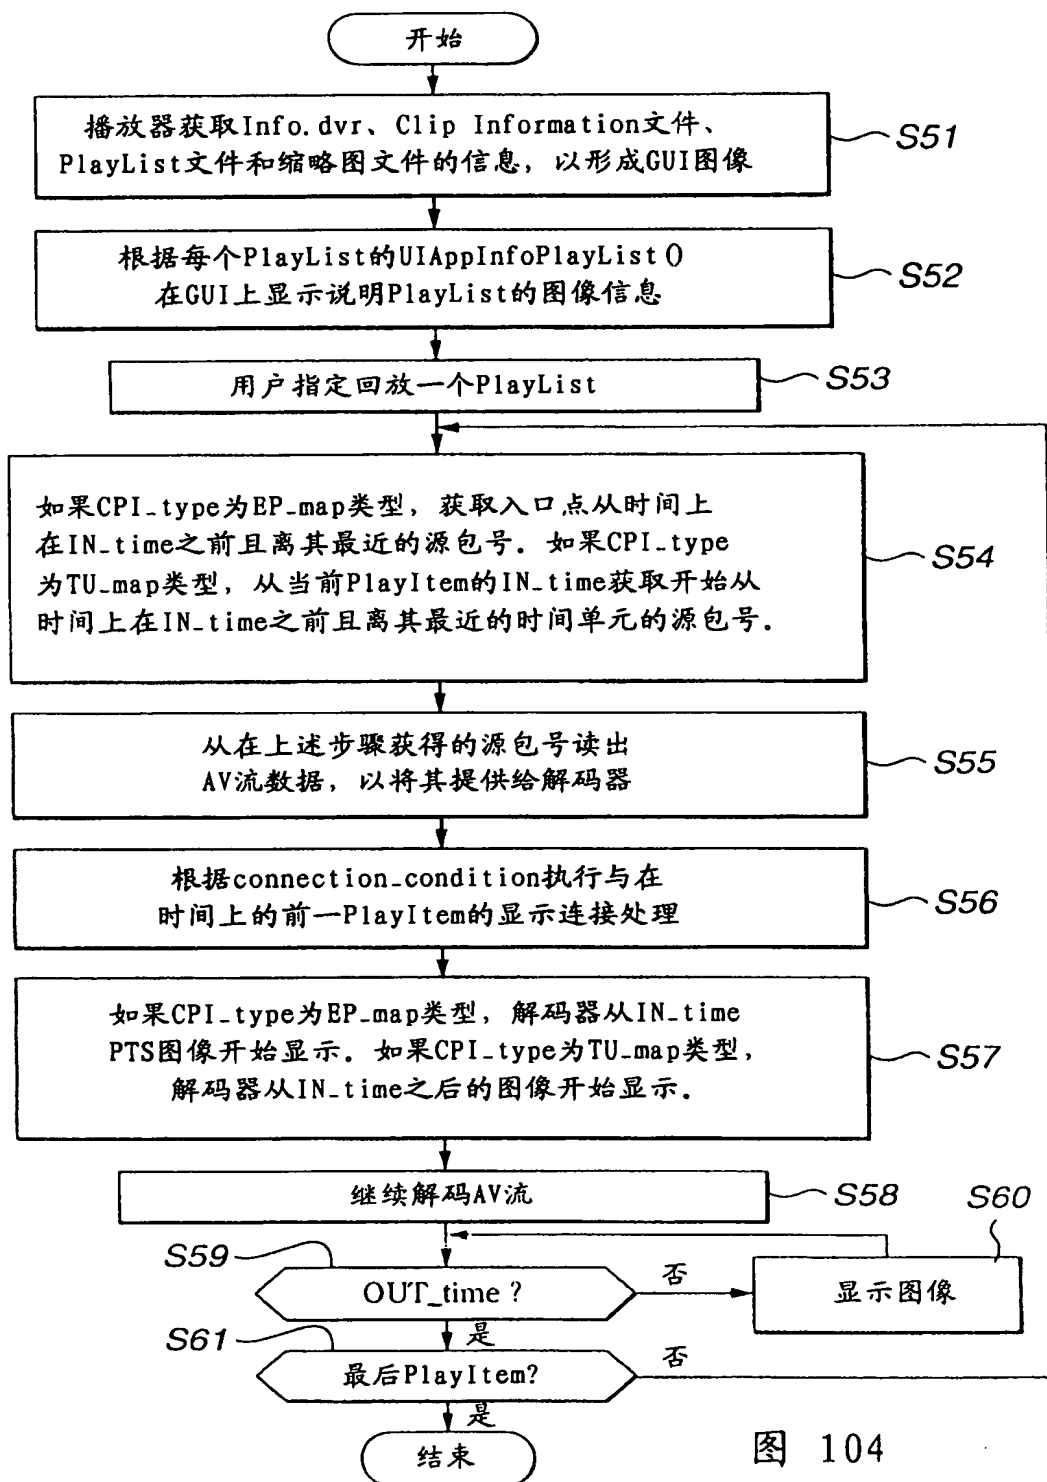 开始
播放器获取Info.dvr、Clip Information文件、
PlayList文件和缩略图文件的信息，以形成GUI图像
S51
根据每个PlayList的UIAppInfoPlayList()
在GUI上显示说明PlayList的图像信息
S52
用户指定回放一个PlayList
S53
如果CPI_type为EP_map类型，获取入口点从时间上
在IN_time之前且离其最近的源包号。如果CPI_type
为TU_map类型，从当前PlayItem的IN_time获取开始从
时间上在IN_time之前且离其最近的时间单元的源包号。
S54
从在上述步骤获得的源包号读出
AV流数据，以将其提供给解码器
S55
根据connection_condition执行与在
时间上的前一PlayItem的显示连接处理
S56
如果CPI_type为EP_map类型，解码器从IN_time
PTS图像开始显示。如果CPI_type为TU_map类型，
解码器从IN_time之后的图像开始显示。
S57
继续解码AV流
S58
S60
S59
OUT_time？
否
显示图像
是
S61
最后PlayItem?
否
是
结束
图 104